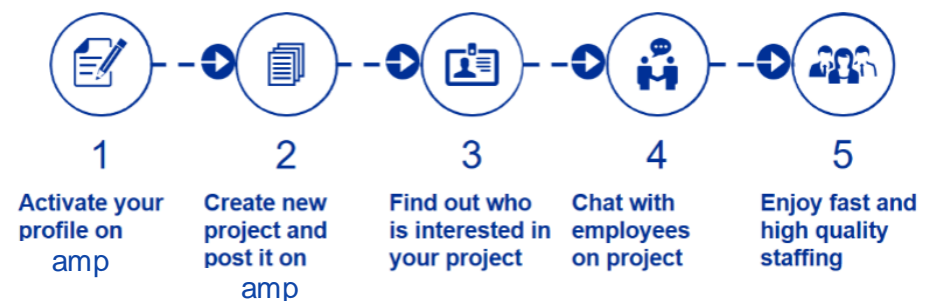 1
Activate your
profile on
amp
2
Create new
project and
post it on
amp
3
Find out who
is interested in
your project
4
Chat with
employees
on project
5
Enjoy fast and
high quality
staffing